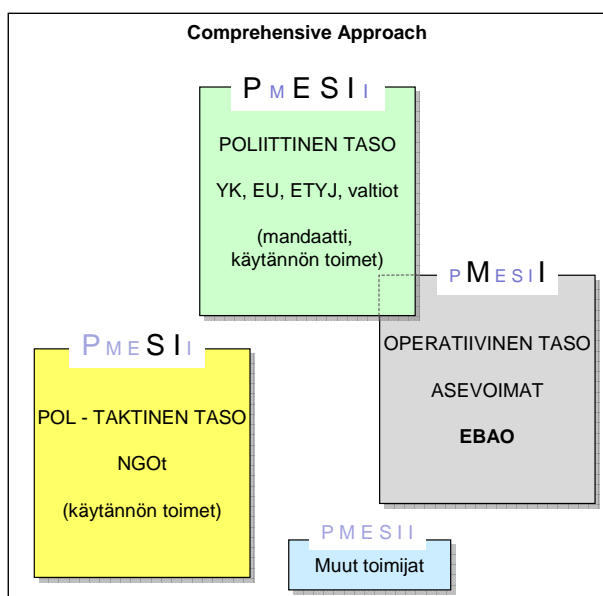 Comprehensive Approach
PMESII
POLIITTINEN TASO
YK, EU, ETYJ, valtiot
(mandaatti,
käytännön toimet)
PMESII
OPERATIIVINEN TASO
ASEVOIMAT
EBAO
PMESII
POL - TAKTINEN TASO
NGOt
(käytännön toimet)
PMESII
Muut toimijat